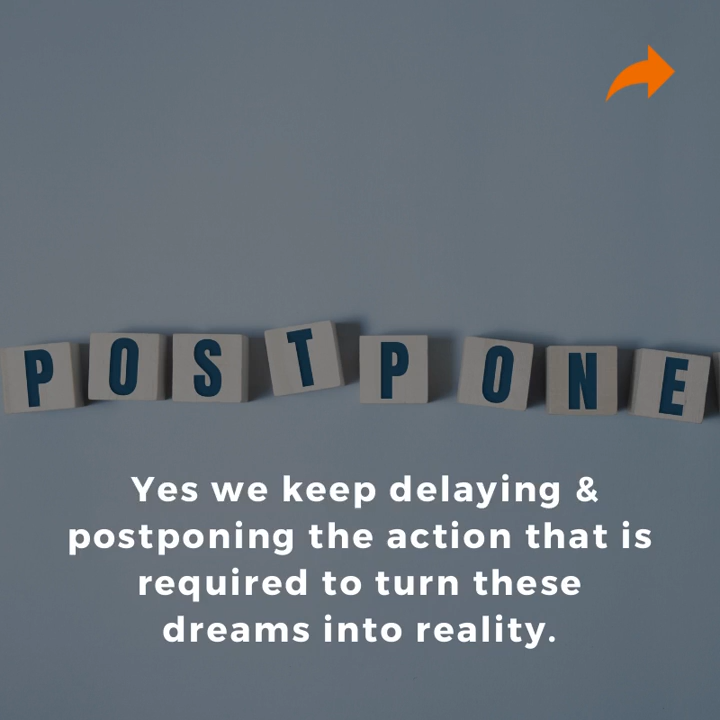 POSTPONE
Yes we keep delaying &
postponing the action that is
required to turn these
dreams into reality.